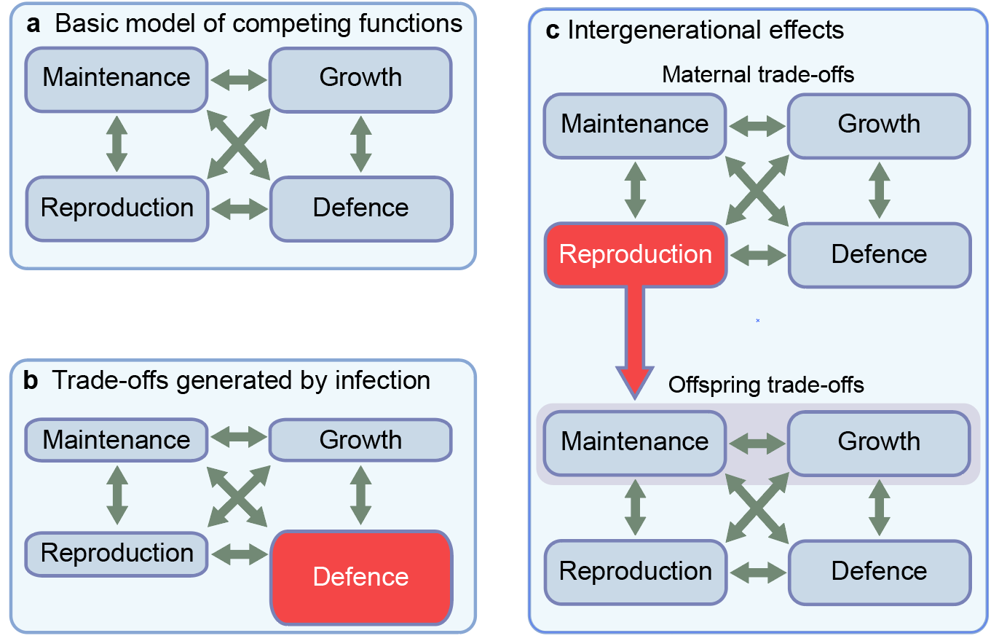 a Basic model of competing functions
Maintenance
Growth
Reproduction
Defence
b Trade-offs generated by infection
Maintenance
Growth
Reproduction
Defence
c Intergenerational effects
Maternal trade-offs
Maintenance
Growth
Reproduction
Defence
Offspring trade-offs
Maintenance
Growth
Reproduction
Defence